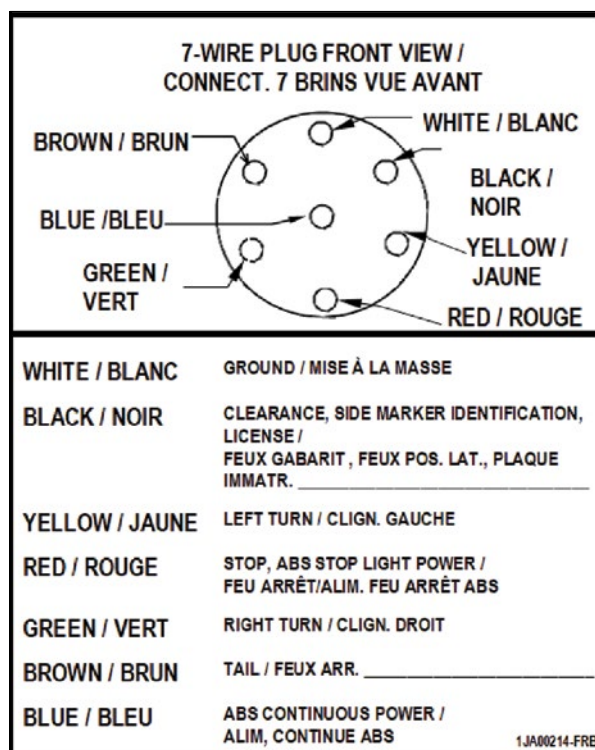 7-WIRE PLUG FRONT VIEW /
CONNECT. 7 BRINS VUE AVANT
WHITE / BLANC
BROWN / BRUN
BLACK /
NOIR
BLUE /BLEU
YELLOW /
JAUNE
GREEN /
VERT
RED / ROUGE
WHITE / BLANC GROUND / MISE À LA MASSE
BLACK / NOIR CLEARANCE, SIDE MARKER IDENTIFICATION,
LICENSE /
FEUX GABARIT , FEUX POS. LAT., PLAQUE
IMMATR. ____________________
YELLOW / JAUNE LEFT TURN / CLIGN. GAUCHE
RED / ROUGE STOP, ABS STOP LIGHT POWER /
FEU ARRÊT/ALIM. FEU ARRÊT ABS
GREEN / VERT RIGHT TURN / CLIGN. DROIT
BROWN / BRUN TAIL / FEUX ARR. ____________________
BLUE / BLEU ABS CONTINUOUS POWER /
ALIM, CONTINUE ABS
1JA00214-FRB